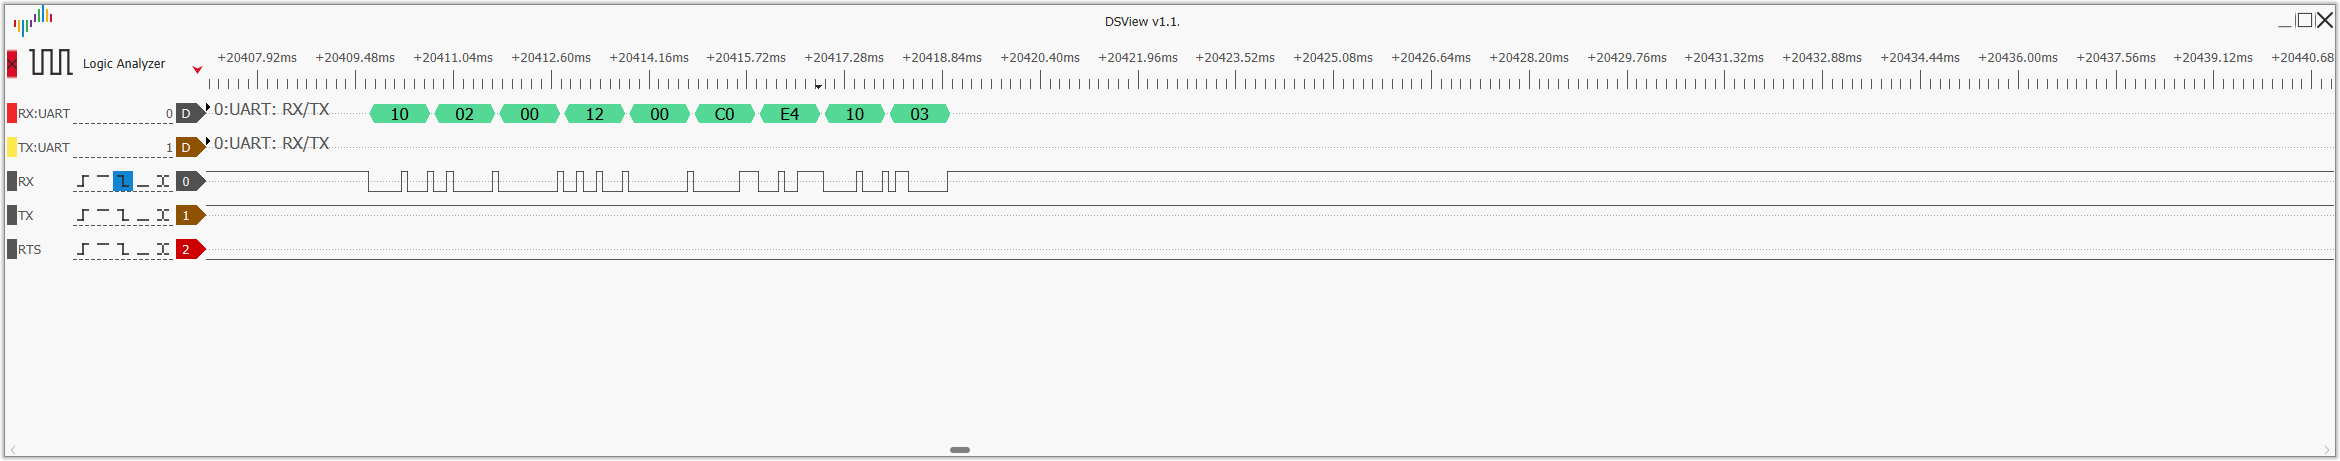 DSView v1.1.
Logic Analyzer
+20407.92ms +20409.48ms +20411.04ms +20412.60ms +20414.16ms +20415.72ms +20417.28ms +20418.84ms +20420.40ms +20421.96ms +20423.52ms +20425.08ms +20426.64ms +20428.20ms +20429.76ms +20431.32ms +20432.88ms +20434.44ms +20436.00ms +20437.56ms +20439.12ms +20440.68
RX:UART 0 D 0:UART: RX/TX 10 02 00 12 00 C0 E4 10 03
TX:UART 1 D 0:UART: RX/TX
RX 0
TX 1
RTS 2